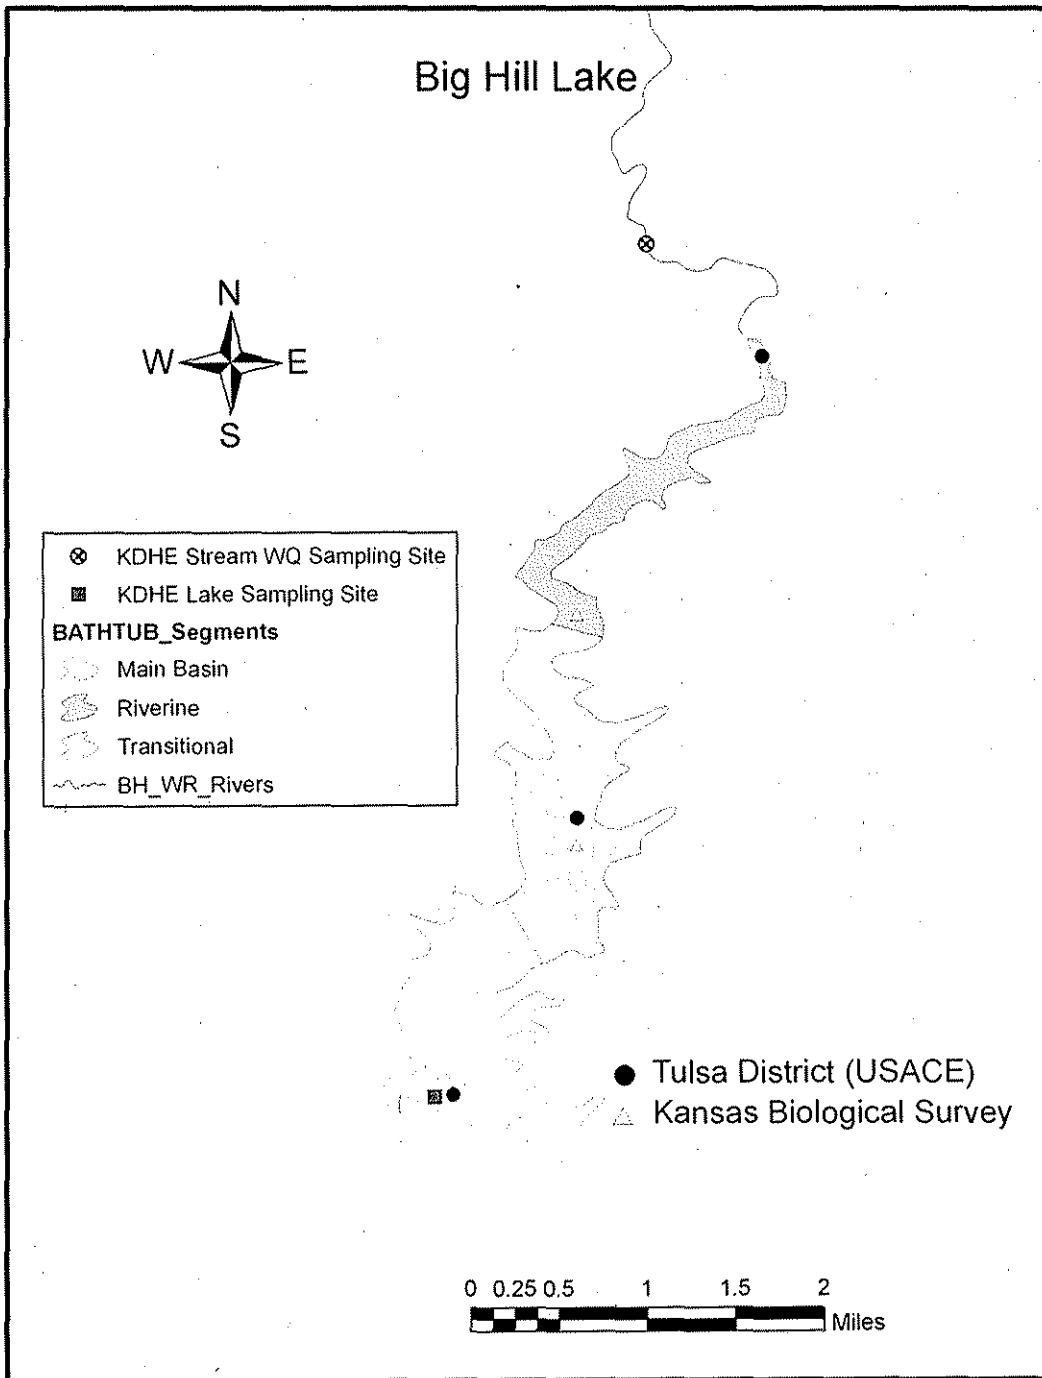 Big Hill Lake
N
W E
S
KDHE Stream WQ Sampling Site
KDHE Lake Sampling Site
BATHTUB_Segments
Main Basin
Riverine
Transitional
BH_WR_Rivers
Tulsa District (USACE)
Kansas Biological Survey
0 0.25 0.5 1 1.5 2
Miles